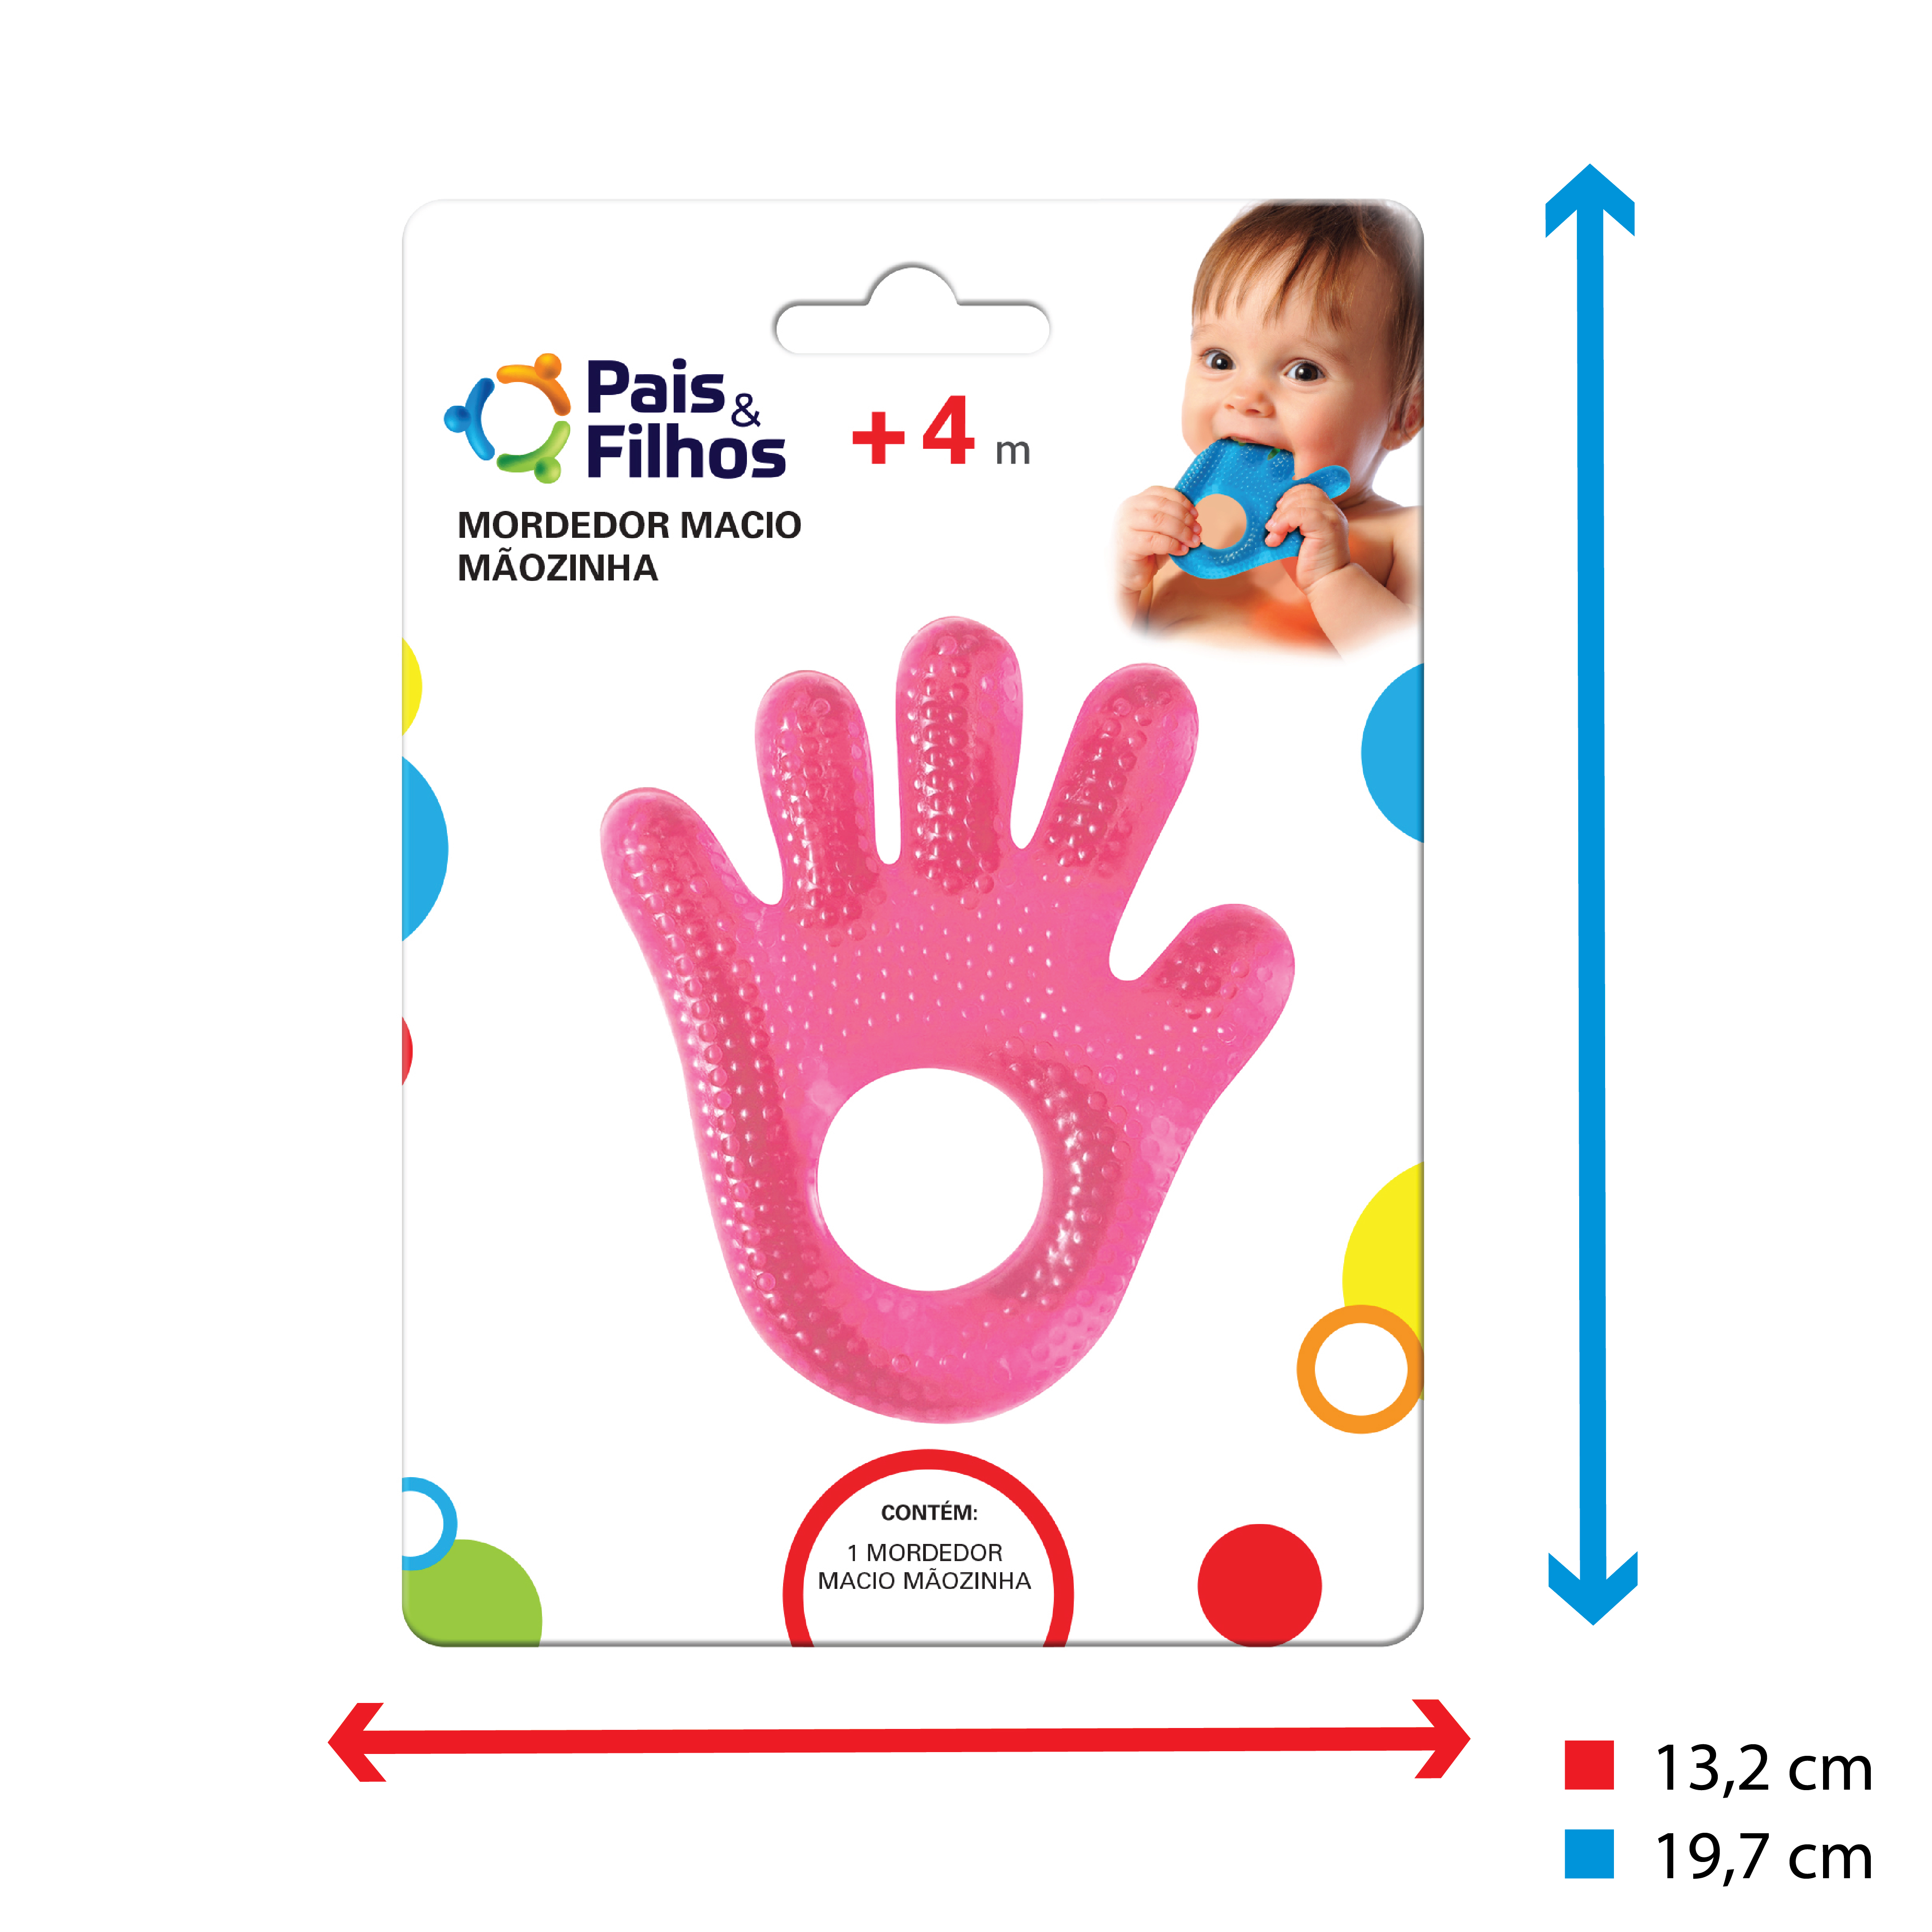 Pais &
Filhos
+4 m
MORDEDOR MACIO
MÃOZINHA
CONTÉM:
1 MORDEDOR
MACIO MÃOZINHA
13,2 cm
19,7 cm